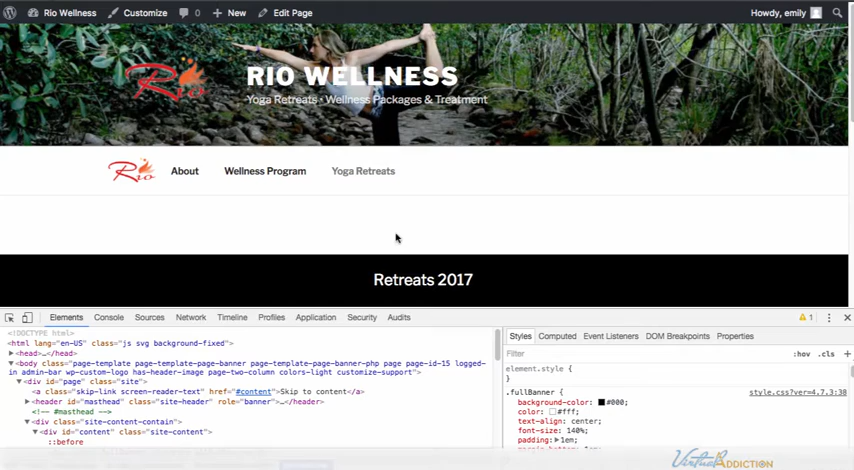 Rio Wellness Customize 0 New Edit Page Howdy, emily
Rio
RIO WELLNESS
Yoga Retreats • Wellness Packages & Treatment
Rio About Wellness Program Yoga Retreats
Retreats 2017
Elements Console Sources Network Timeline Profiles Application Security Audits 1
<!DOCTYPE html>
<html lang="en-US" class="js svg background-fixed">
<head>…</head>
<body class="page-template page-template-page-banner page-template-page-banner-php page page-id-15 logged-
in admin-bar wp-custom-logo has-header-image page-two-column colors-light customize-support">
<div id="page" class="site">
<a class="skip-link screen-reader-text" href="#content">Skip to content</a>
<header id="masthead" class="site-header" role="banner">…</header>
<!-- #masthead -->
<div class="site-content-contain">
<div id="content" class="site-content">
::before
Styles Computed Event Listeners DOM Breakpoints Properties
Filter :hov .cls +
element.style {
}
.fullBanner { style.css?ver=4.7.3:38
background-color: #000;
color: #fff;
text-align: center;
font-size: 140%;
padding: 1em;
VirtualADDICTION